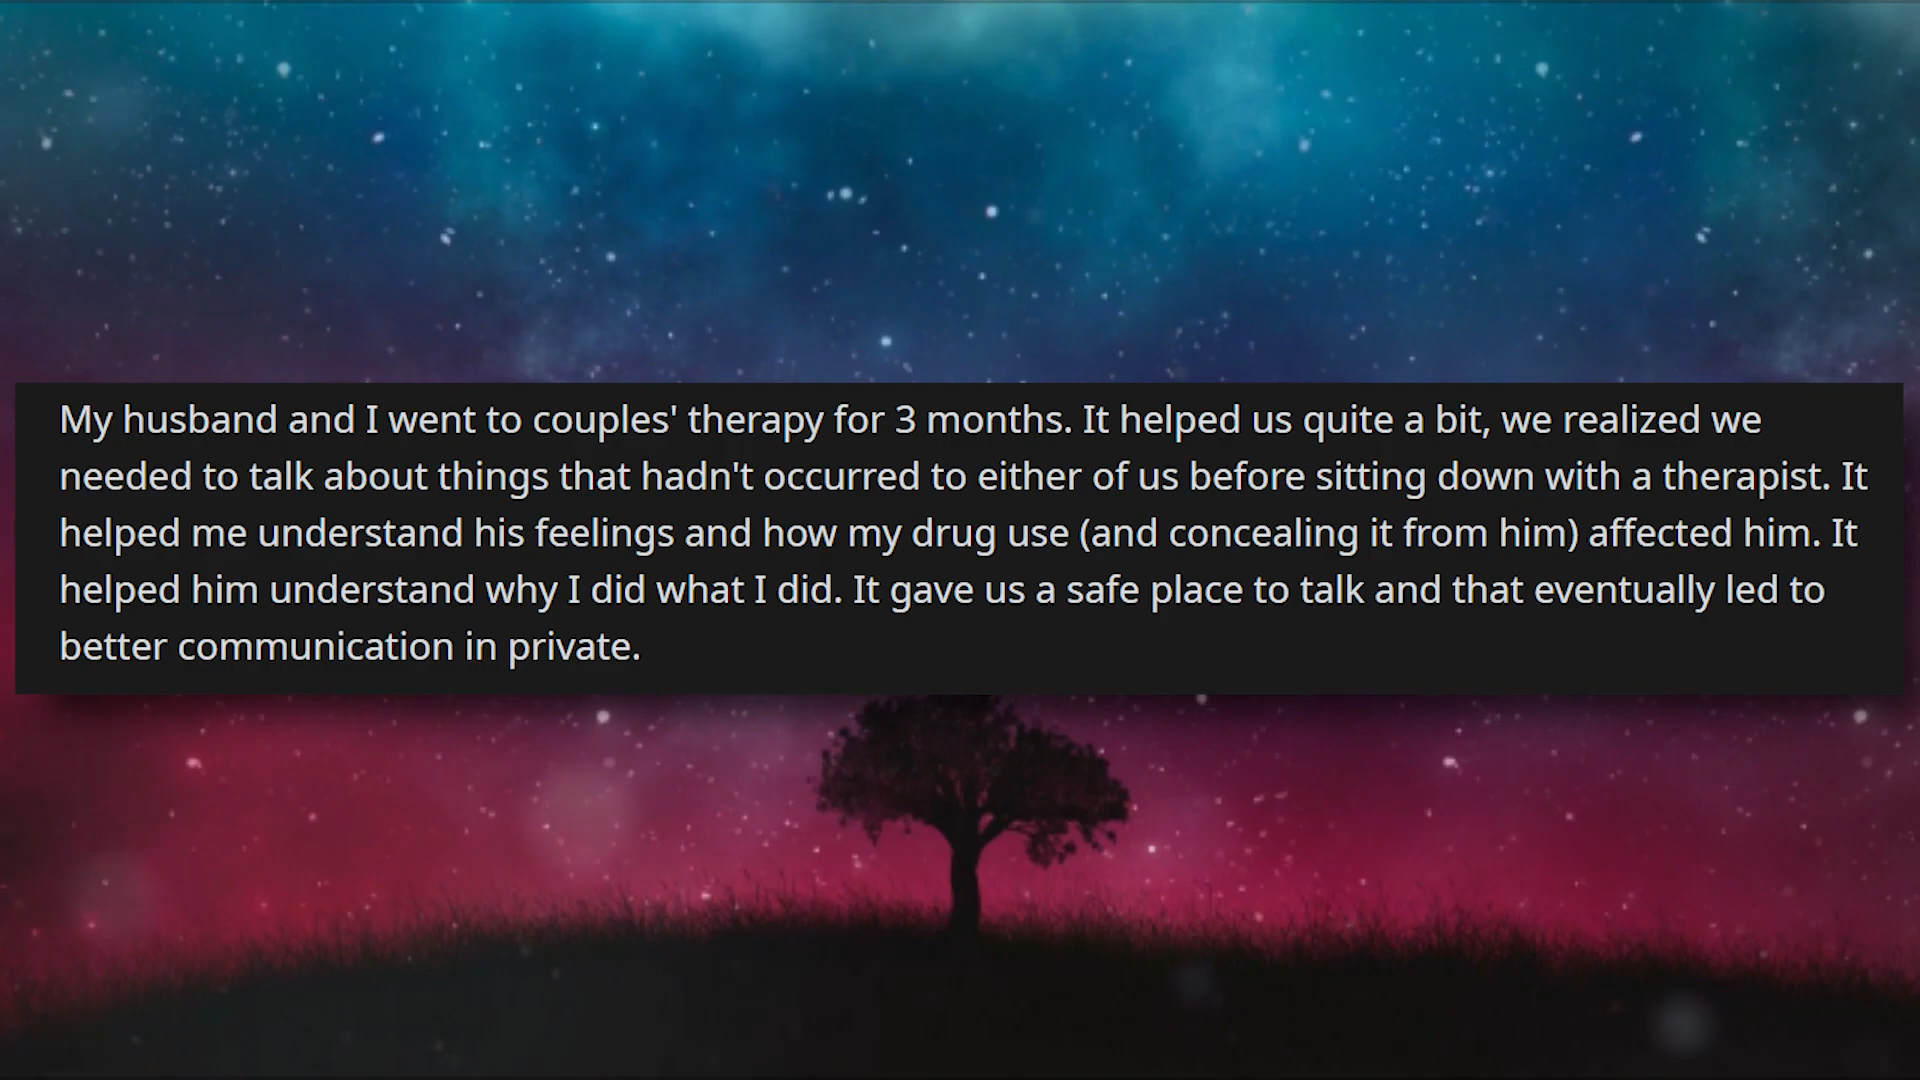 My husband and I went to couples' therapy for 3 months. It helped us quite a bit, we realized we
needed to talk about things that hadn't occurred to either of us before sitting down with a therapist. It
helped me understand his feelings and how my drug use (and concealing it from him) affected him. It
helped him understand why I did what I did. It gave us a safe place to talk and that eventually led to
better communication in private.